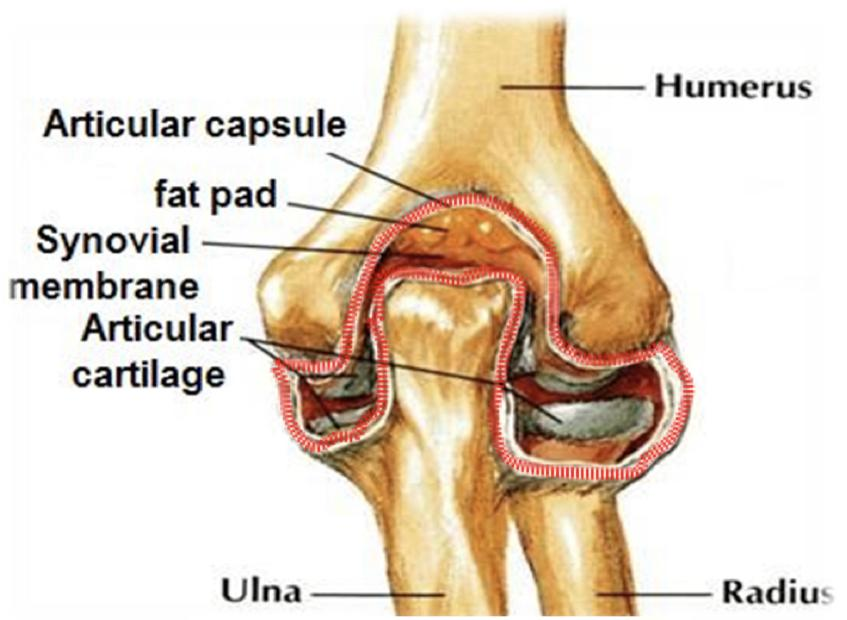 Humerus
Articular capsule
fat pad
Synovial
membrane
Articular
cartilage
Ulna
Radius